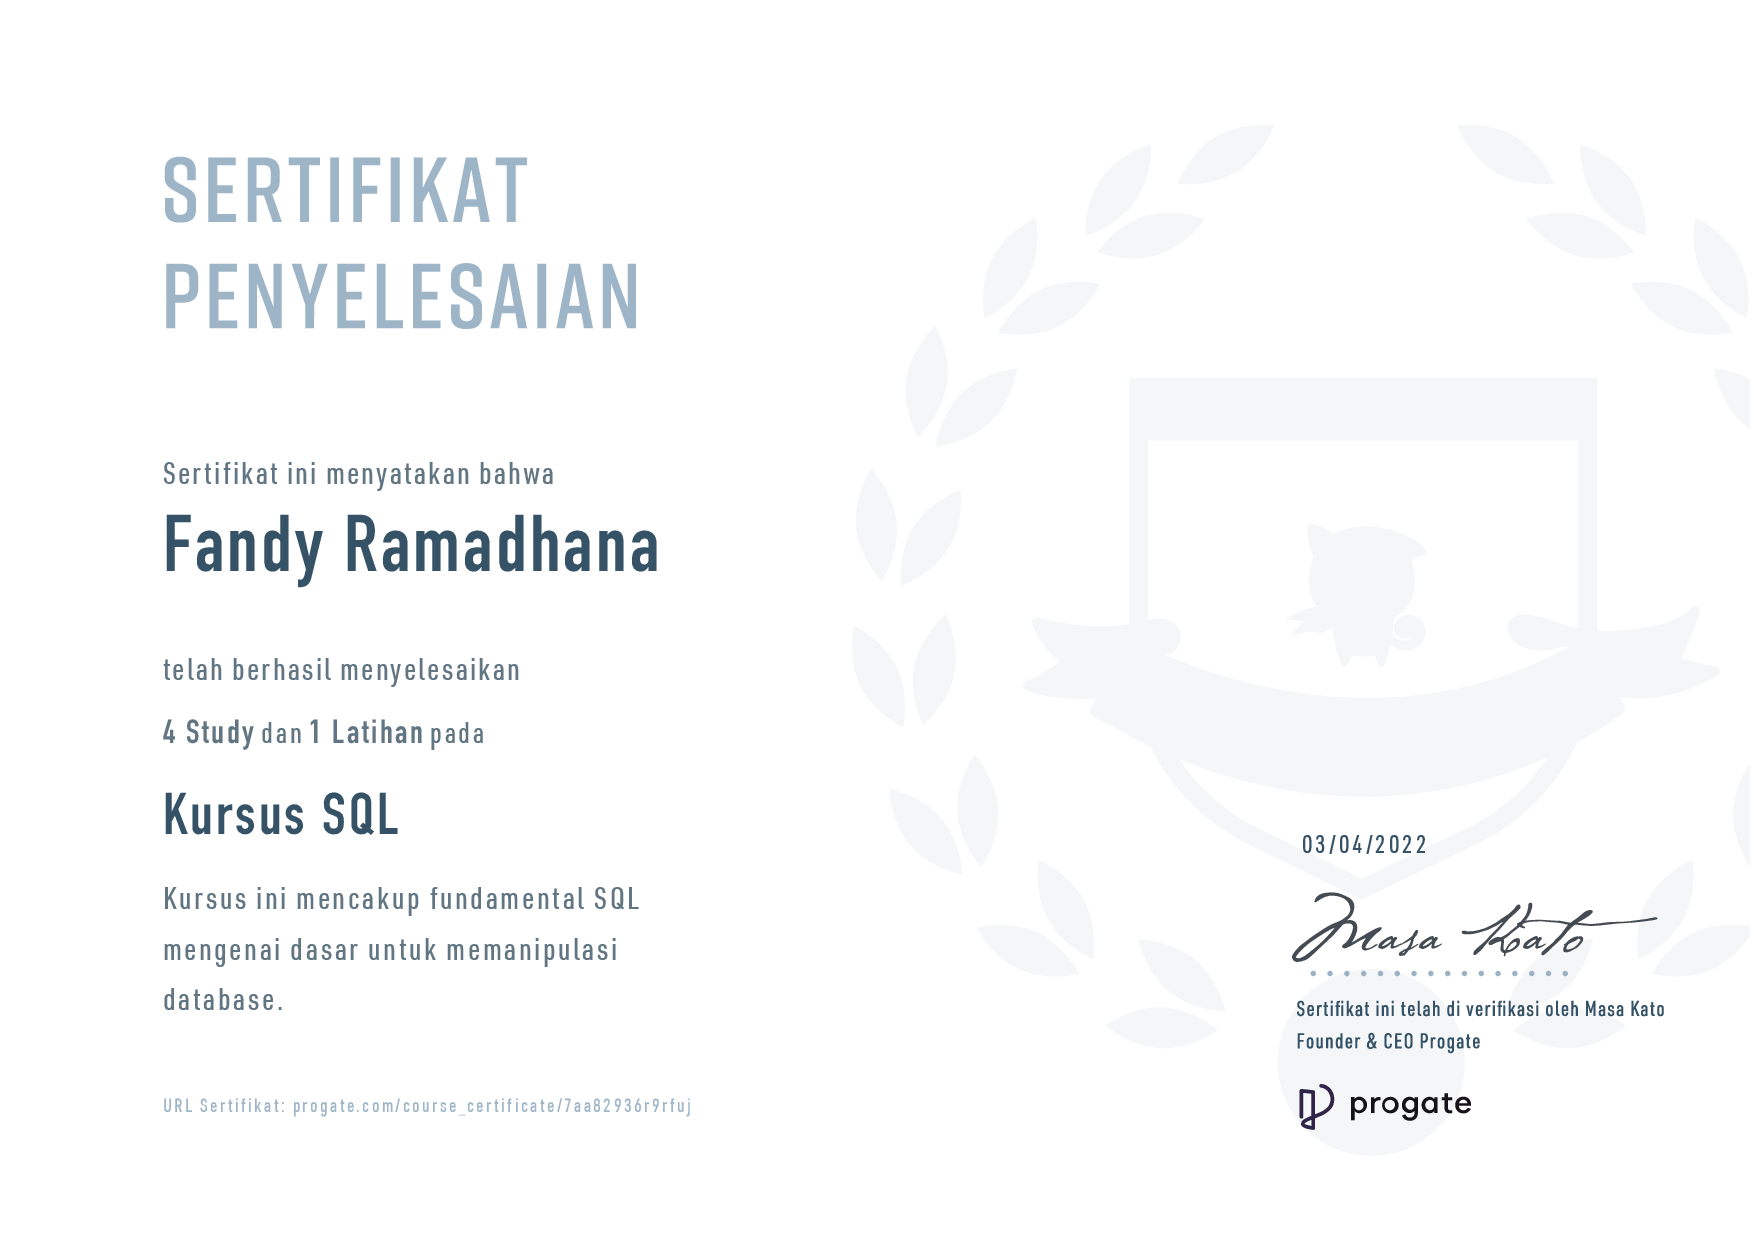 SERTIFIKAT
PENYELESAIAN
Sertifikat ini menyatakan bahwa
Fandy Ramadhana
telah berhasil menyelesaikan
4 Study dan 1 Latihan pada
Kursus SQL
Kursus ini mencakup fundamental SQL
mengenai dasar untuk memanipulasi
database.
URL Sertifikat: progate.com/course_certificate/7aa82936r9rfuj
03/04/2022
Masa Kato
Sertifikat ini telah di verifikasi oleh Masa Kato
Founder & CEO Progate
progate